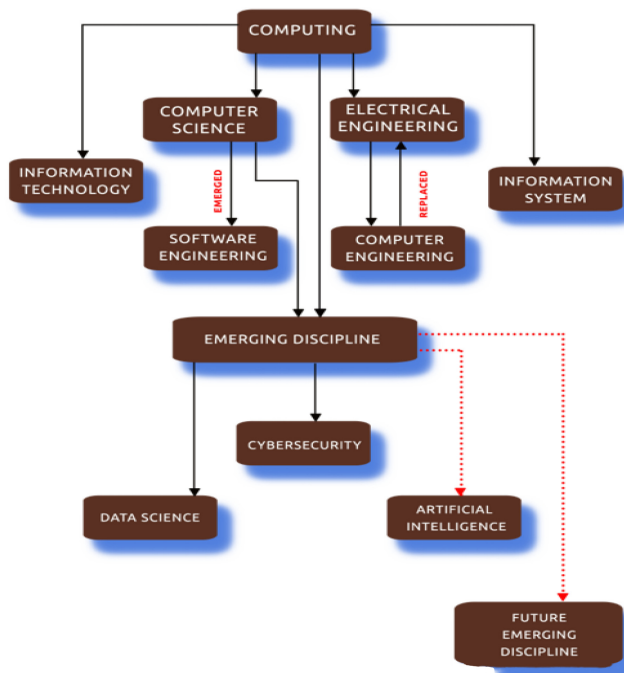 COMPUTING
COMPUTER
SCIENCE
ELECTRICAL
ENGINEERING
INFORMATION
TECHNOLOGY
INFORMATION
SYSTEM
EMERGED
REPLACED
SOFTWARE
ENGINEERING
COMPUTER
ENGINEERING
EMERGING DISCIPLINE
CYBERSECURITY
DATA SCIENCE
ARTIFICIAL
INTELLIGENCE
FUTURE
EMERGING
DISCIPLINE